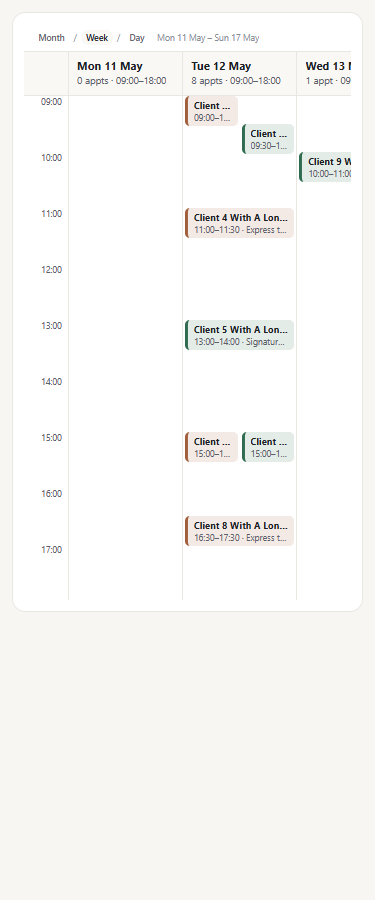 Month / Week / Day Mon 11 May – Sun 17 May
Mon 11 May
0 appts · 09:00–18:00
Tue 12 May
8 appts · 09:00–18:00
Wed 13
1 appt · 09
09:00
Client ...
09:00–1...
Client ...
09:30–1...
10:00
Client 9 W
10:00–11:00
11:00
Client 4 With A Lon...
11:00–11:30 · Express t...
12:00
13:00
Client 5 With A Lon...
13:00–14:00 · Signatur...
14:00
15:00
Client ...
15:00–1...
Client ...
15:00–1...
16:00
Client 8 With A Lon...
16:30–17:30 · Express t...
17:00